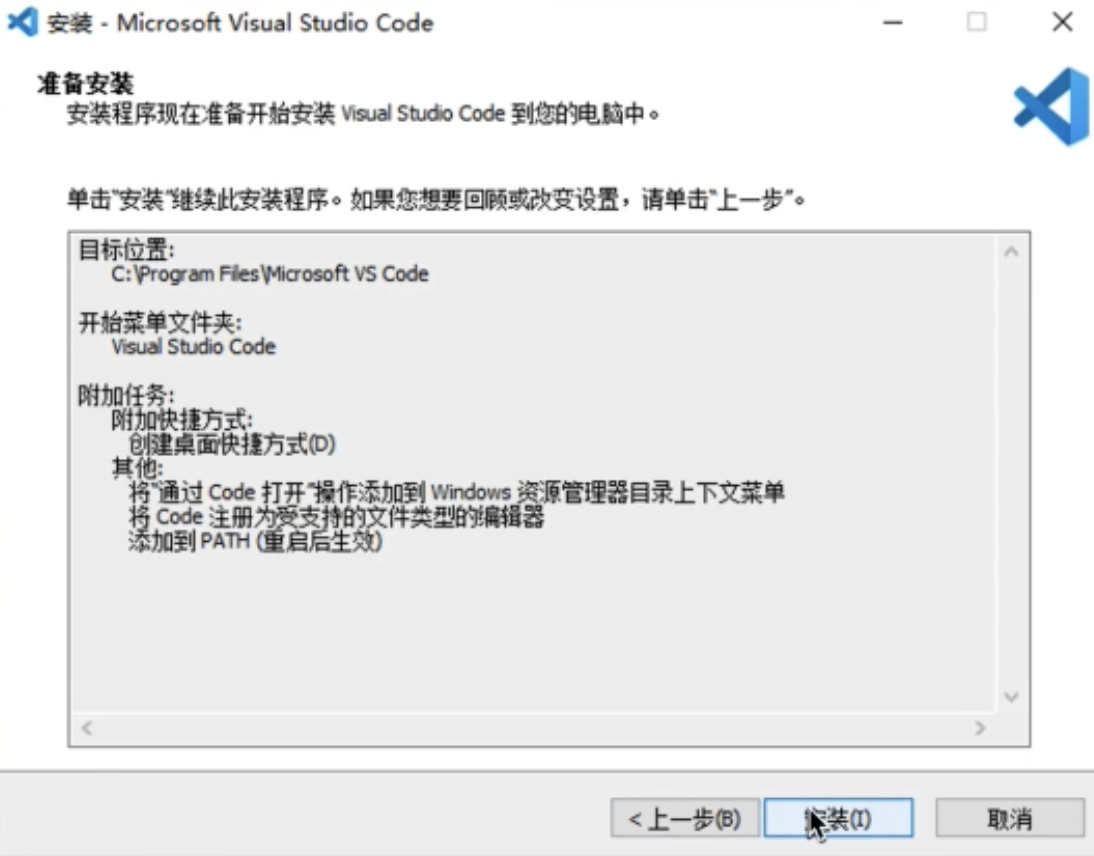 安装 - Microsoft Visual Studio Code
准备安装
安装程序现在准备开始安装 Visual Studio Code 到您的电脑中。
单击“安装”继续此安装程序。如果您想要回顾或改变设置，请单击“上一步”。
目标位置:
C:\Program Files\Microsoft VS Code
开始菜单文件夹:
Visual Studio Code
附加任务:
附加快捷方式:
创建桌面快捷方式(D)
其他:
将“通过 Code 打开“操作添加到 Windows 资源管理器目录上下文菜单
将 Code 注册为受支持的文件类型的编辑器
添加到 PATH (重启后生效)
< 上一步(B) 安装(I) 取消